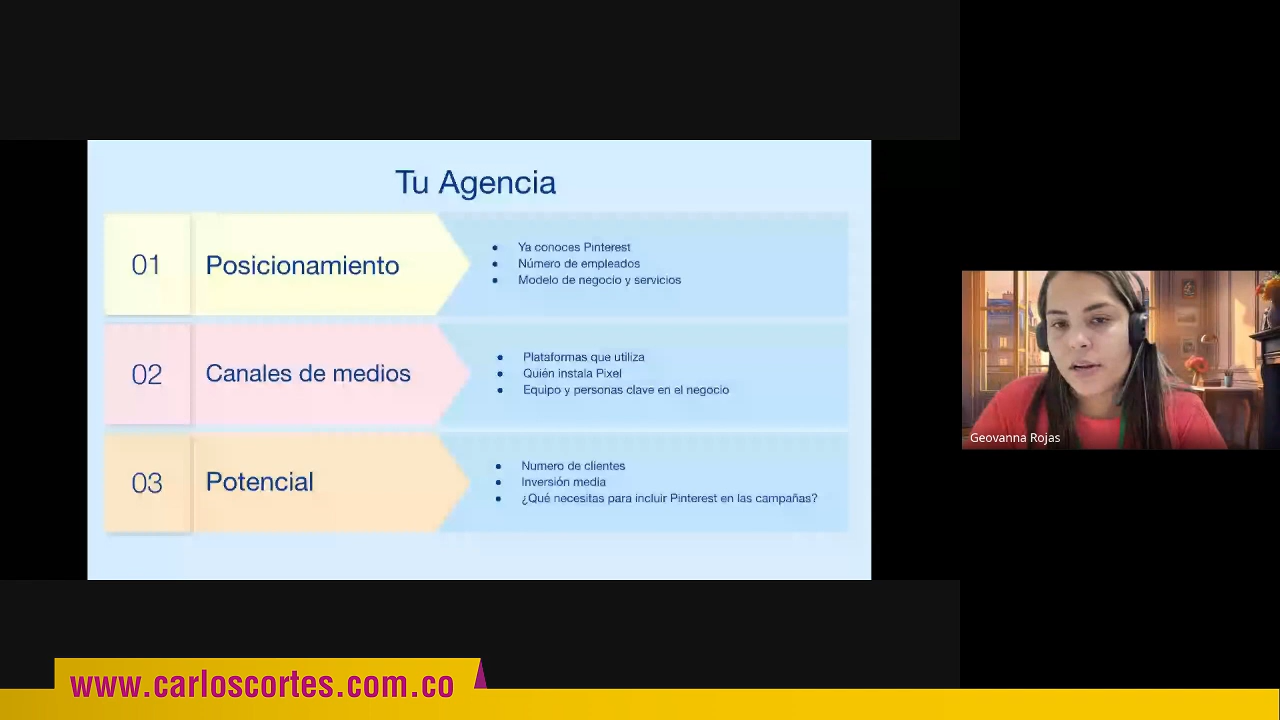 Tu Agencia
01
Posicionamiento
Ya conoces Pinterest
Número de empleados
Modelo de negocio y servicios
02
Canales de medios
Plataformas que utiliza
Quién instala Pixel
Equipo y personas clave en el negocio
03
Potencial
Numero de clientes
Inversión media
¿Qué necesitas para incluir Pinterest en las campañas?
Geovanna Rojas
www.carloscortes.com.co